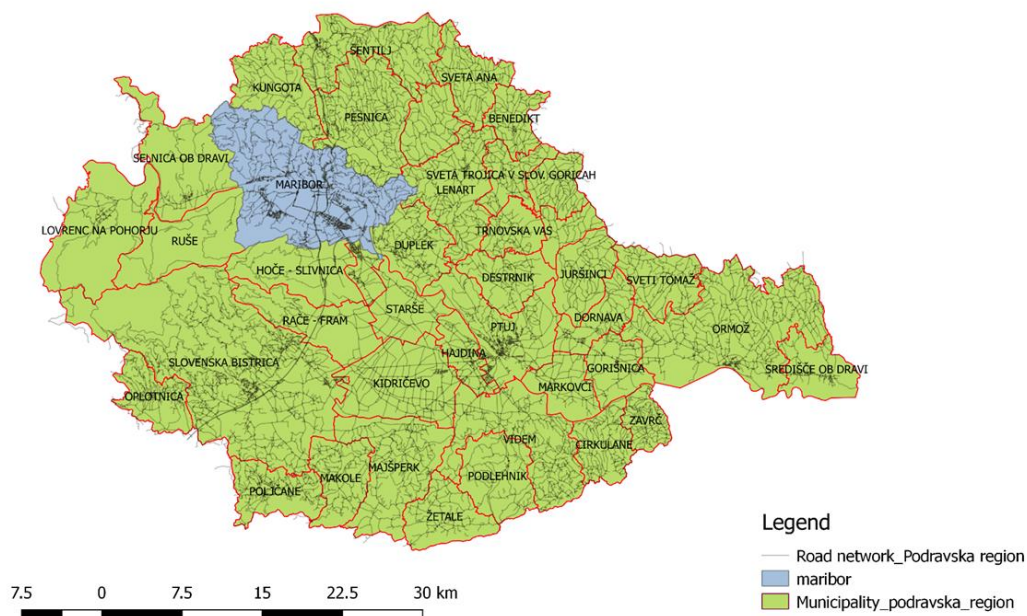 ŠENTILJ
SVETA ANA
KUNGOTA
PESNICA
BENEDIKT
SELNICA OB DRAVI
SVETA TROJICA V SLOV. GORICAH
MARIBOR
LENART
LOVRENC NA POHORJU
RUŠE
TRNOVSKA VAS
DUPLEK
HOČE - SLIVNICA
DESTRNIK
JURŠINCI
SVETI TOMAŽ
STARŠE
RAČE - FRAM
DORNAVA
PTUJ
ORMOŽ
HAJDINA
SLOVENSKA BISTRICA
GORIŠNICA
SREDIŠČE OB DRAVI
KIDRIČEVO
MARKOVCI
OPLOTNICA
ZAVRČ
VIDEM
CIRKULANE
MAJŠPERK
PODLEHNIK
MAKOLE
POLJČANE
ŽETALE
Legend
Road network_Podravska region
maribor
Municipality_podravska_region
7.5 0 7.5 15 22.5 30 km